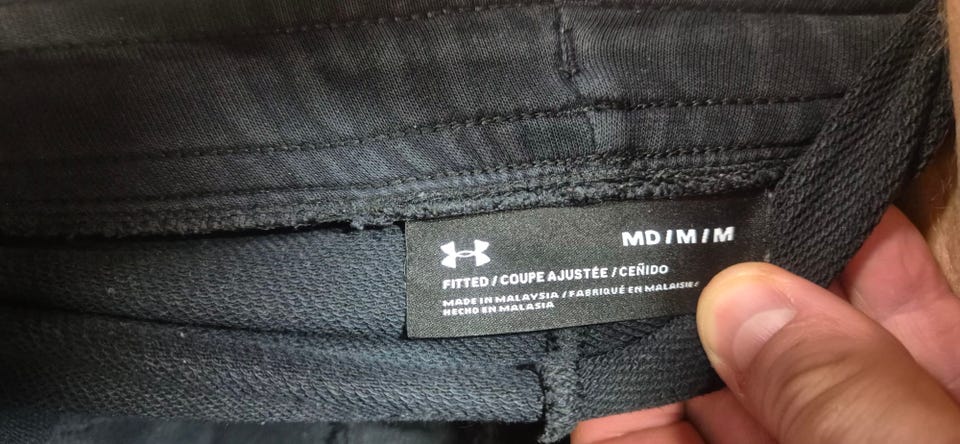 MD / M / M
FITTED / COUPE AJUSTÉE / CEÑIDO
MADE IN MALAYSIA / FABRIQUÉ EN MALAISIE /
HECHO EN MALASIA